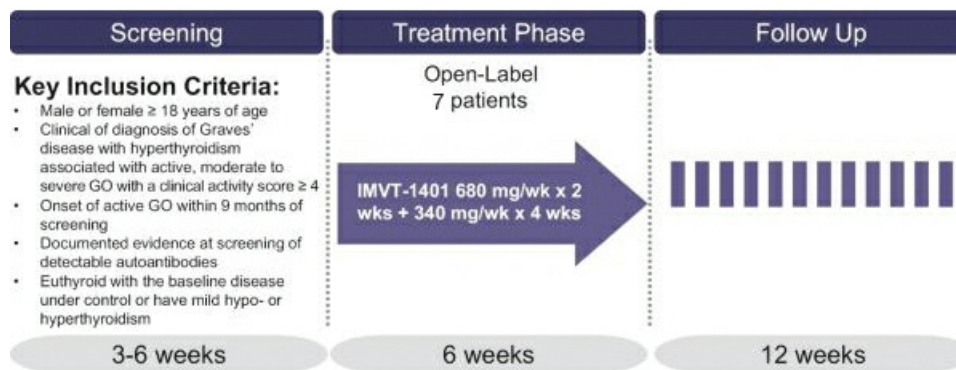 Screening
Treatment Phase
Follow Up
Key Inclusion Criteria:
• Male or female ≥ 18 years of age
• Clinical of diagnosis of Graves'
disease with hyperthyroidism
associated with active, moderate to
severe GO with a clinical activity score ≥ 4
• Onset of active GO within 9 months of
screening
• Documented evidence at screening of
detectable autoantibodies
• Euthyroid with the baseline disease
under control or have mild hypo- or
hyperthyroidism
Open-Label
7 patients
IMVT-1401 680 mg/wk x 2
wks + 340 mg/wk x 4 wks
3-6 weeks
6 weeks
12 weeks